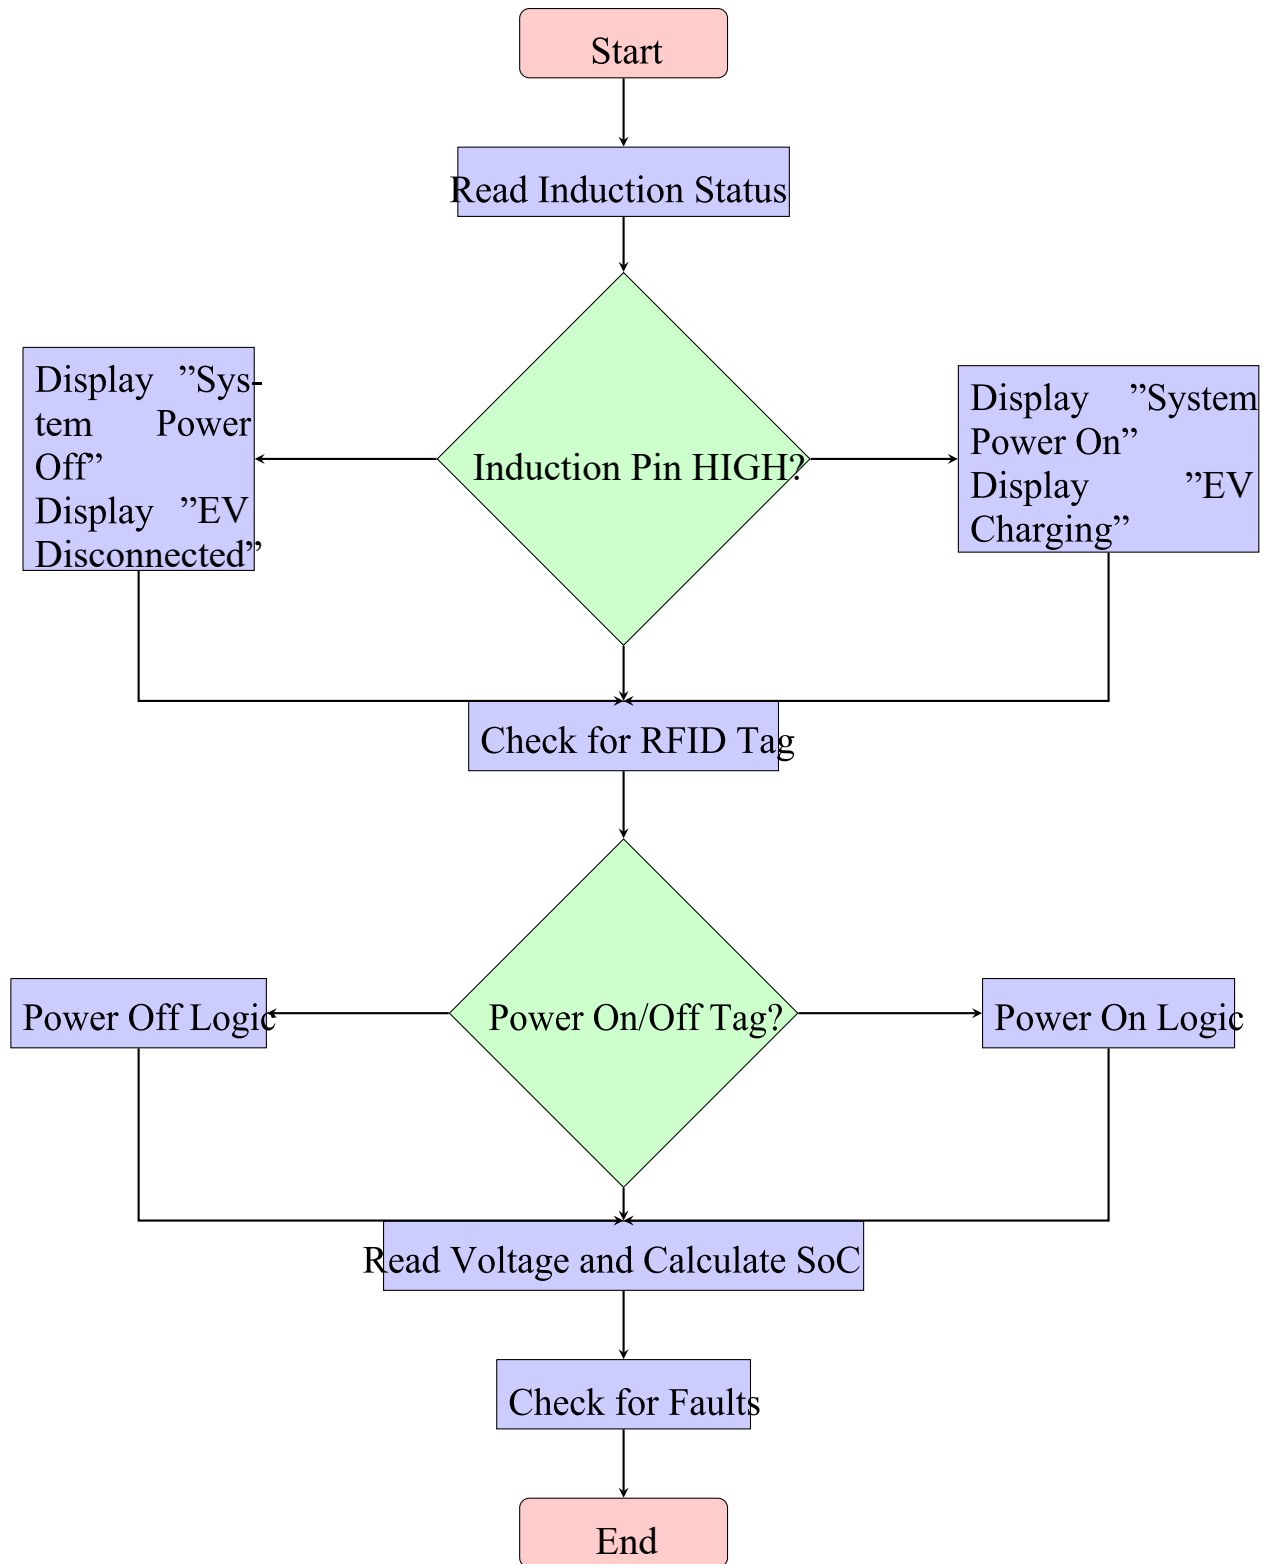 Start
Read Induction Status
Display ”Sys-
tem Power
Off”
Display ”EV
Disconnected”
Induction Pin HIGH?
Display ”System
Power On”
Display ”EV
Charging”
Check for RFID Tag
Power Off Logic
Power On/Off Tag?
Power On Logic
Read Voltage and Calculate SoC
Check for Faults
End